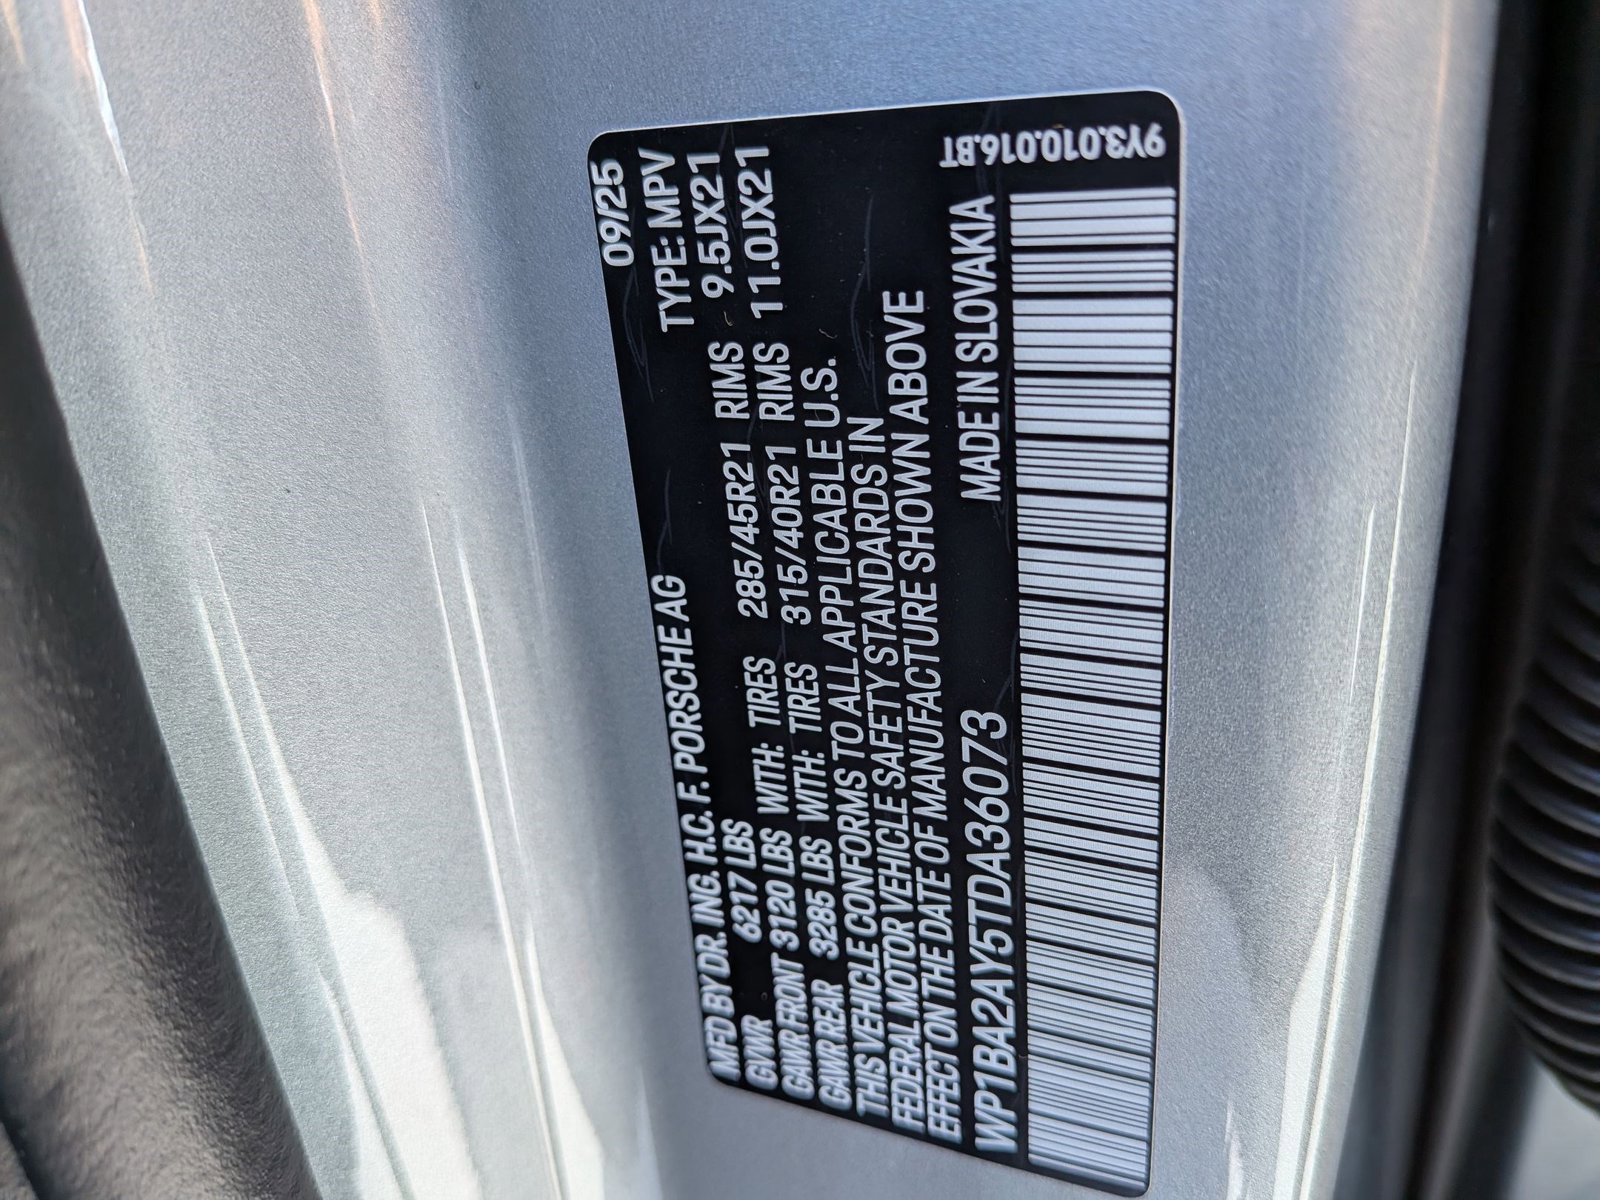 MFD BY DR. ING. H.C. F. PORSCHE AG 09/25
GVWR 6217 LBS TYPE: MPV
GAWR FRONT 3120 LBS WITH: TIRES 285/45R21 RIMS 9.5JX21
GAWR REAR 3285 LBS WITH: TIRES 315/40R21 RIMS 11.0JX21
THIS VEHICLE CONFORMS TO ALL APPLICABLE U.S.
FEDERAL MOTOR VEHICLE SAFETY STANDARDS IN
EFFECT ON THE DATE OF MANUFACTURE SHOWN ABOVE
WP1BA2AY5TDA36073 MADE IN SLOVAKIA
9Y3.010.016.BT